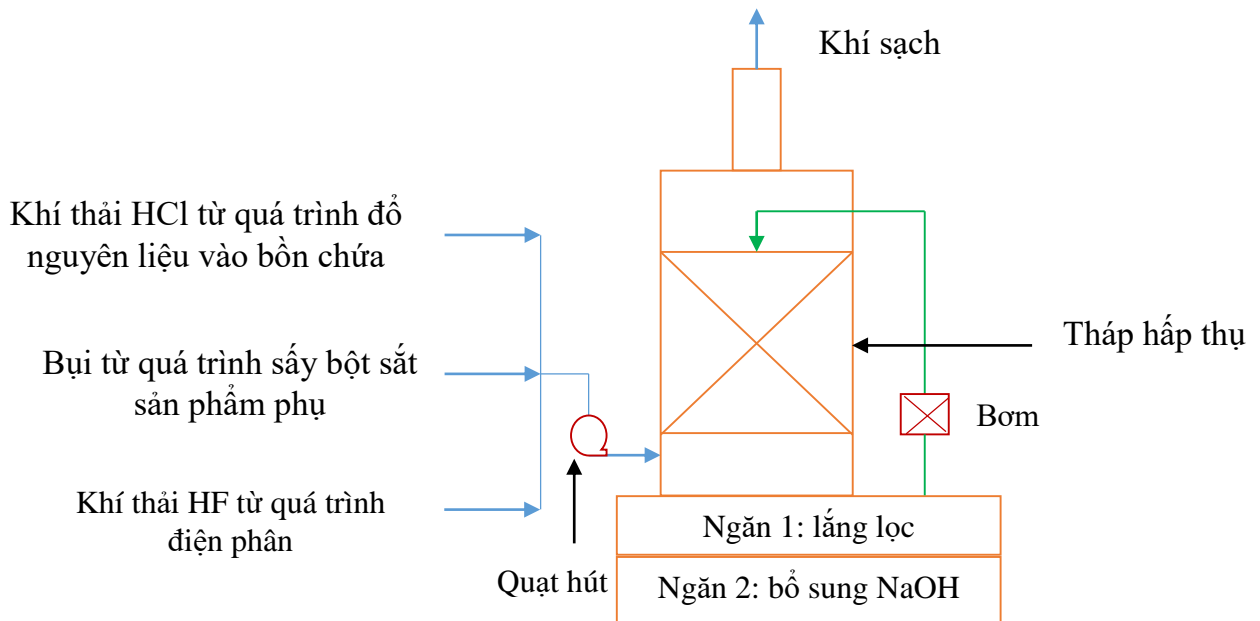 Khí sạch
Khí thải HCl từ quá trình đổ
nguyên liệu vào bồn chứa
Tháp hấp thụ
Bụi từ quá trình sấy bột sắt
sản phẩm phụ
Bơm
Khí thải HF từ quá trình
điện phân
Ngăn 1: lắng lọc
Quạt hút
Ngăn 2: bổ sung NaOH